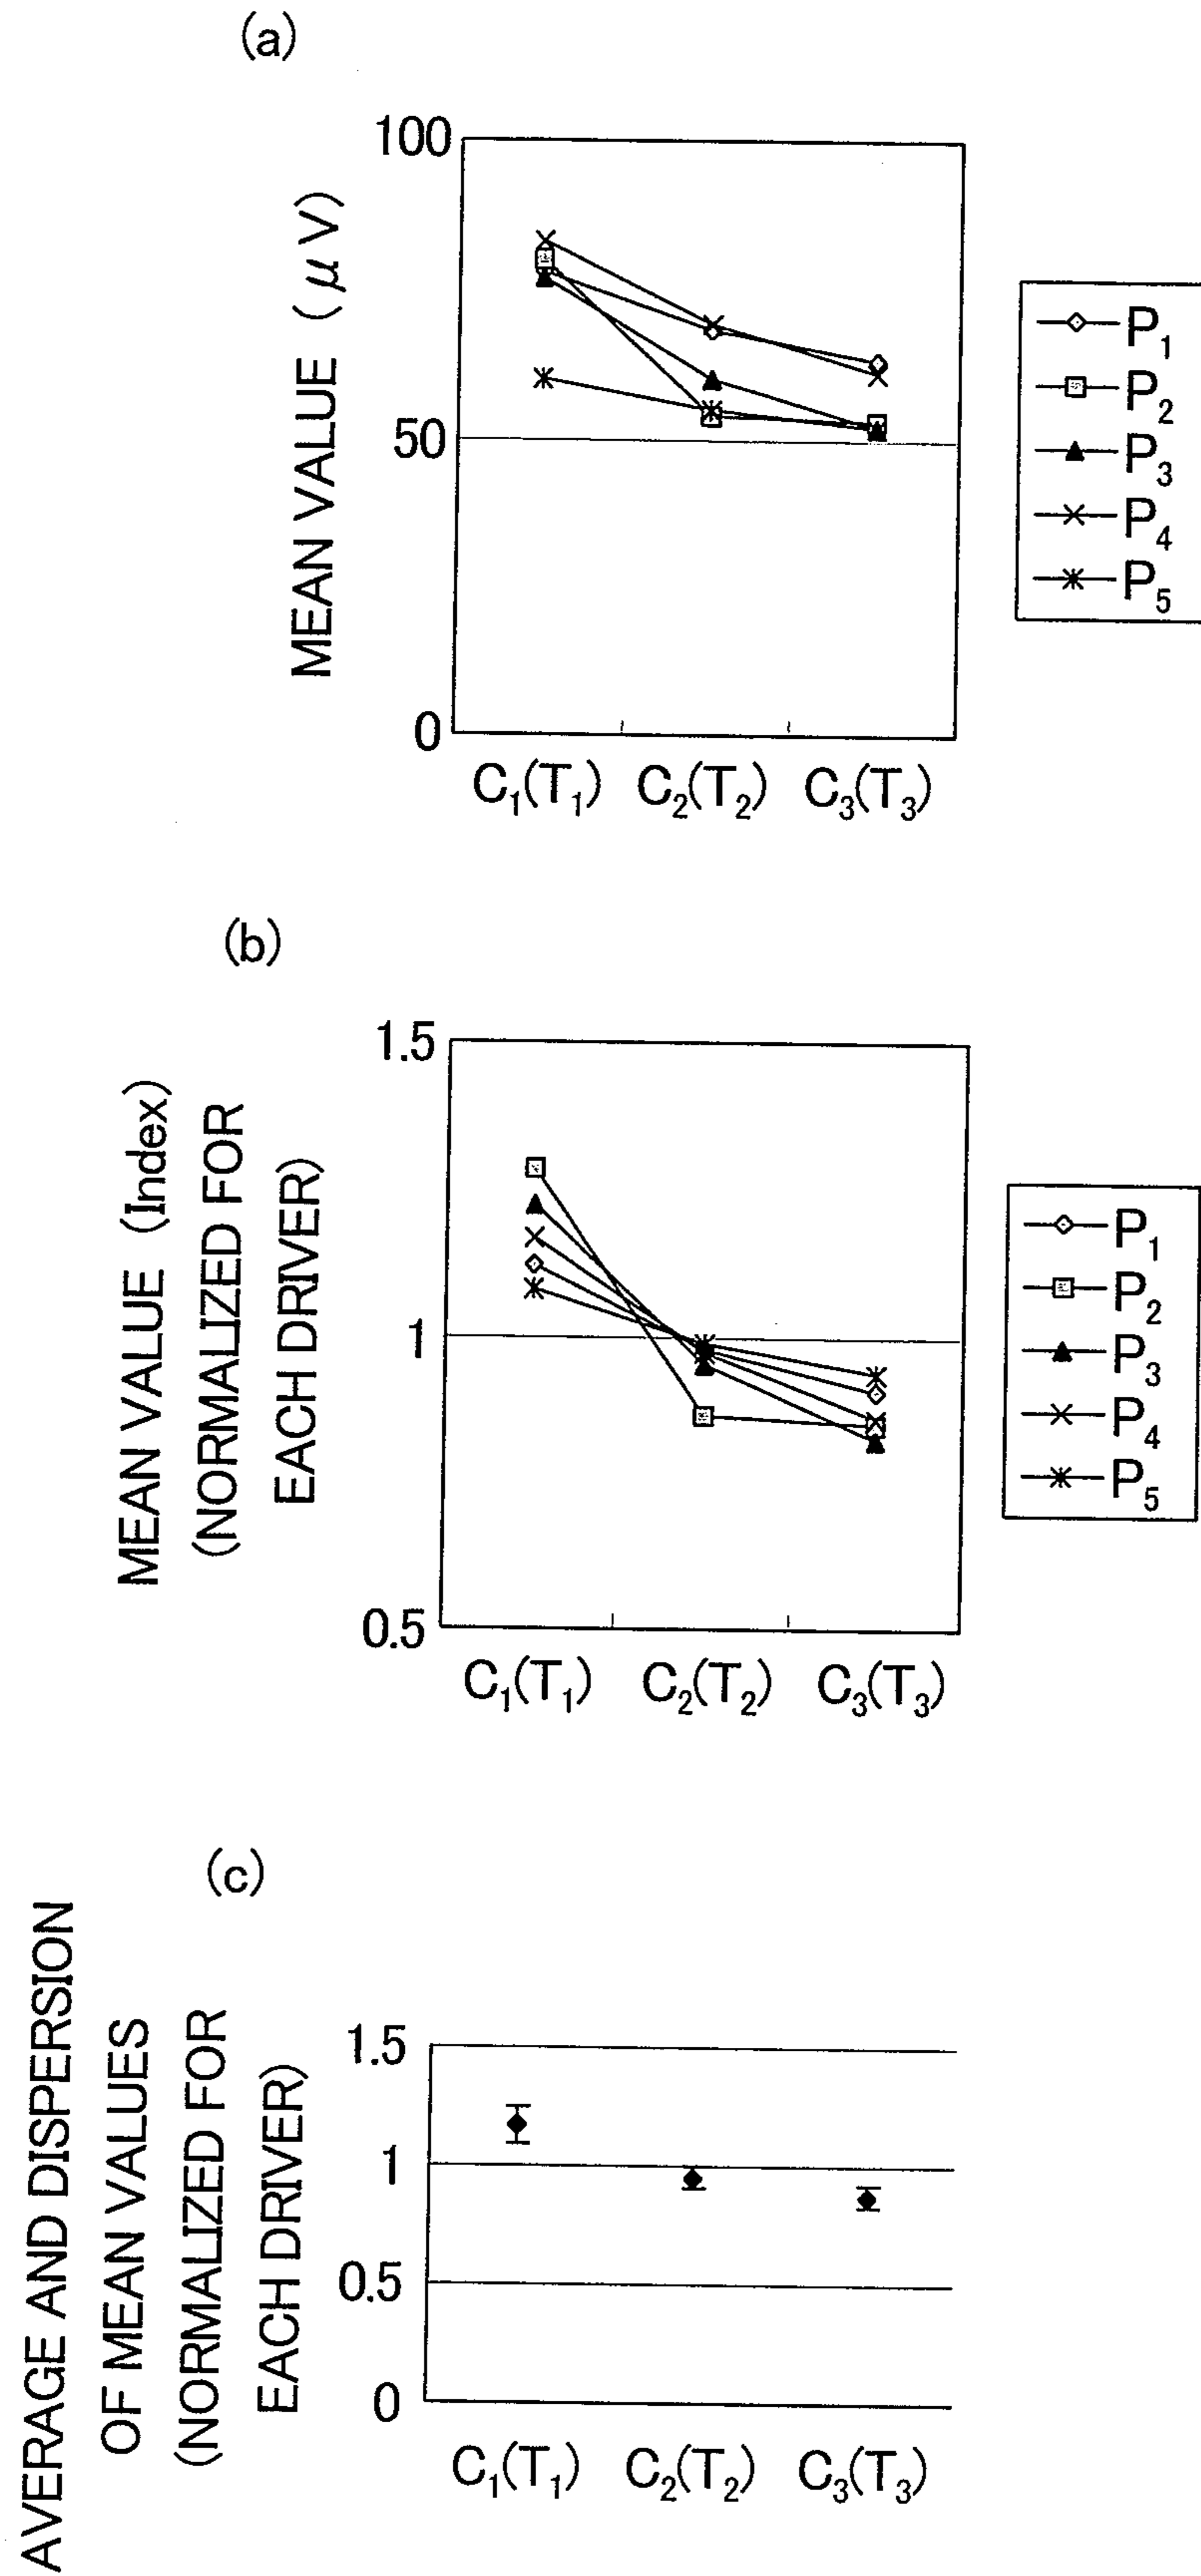 (a)
MEAN VALUE (μV)
100
50
0
C₁(T₁) C₂(T₂) C₃(T₃)
P₁
P₂
P₃
P₄
P₅
(b)
MEAN VALUE (Index)
(NORMALIZED FOR
EACH DRIVER)
1.5
1
0.5
C₁(T₁) C₂(T₂) C₃(T₃)
P₁
P₂
P₃
P₄
P₅
(c)
AVERAGE AND DISPERSION
OF MEAN VALUES
(NORMALIZED FOR
EACH DRIVER)
1.5
1
0.5
0
C₁(T₁) C₂(T₂) C₃(T₃)